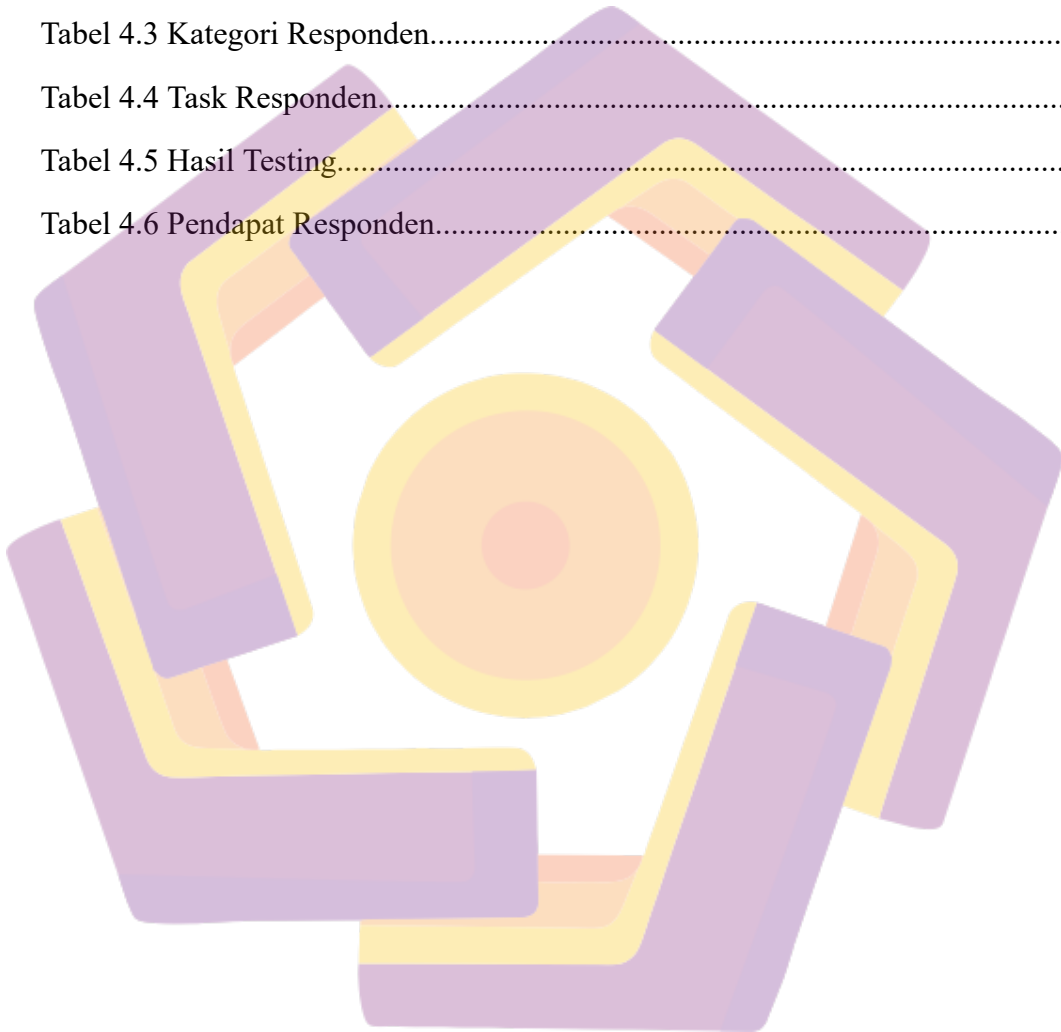 Tabel 4.3 Kategori Responden................................................................................
Tabel 4.4 Task Responden.......................................................................................
Tabel 4.5 Hasil Testing............................................................................................
Tabel 4.6 Pendapat Responden...............................................................................